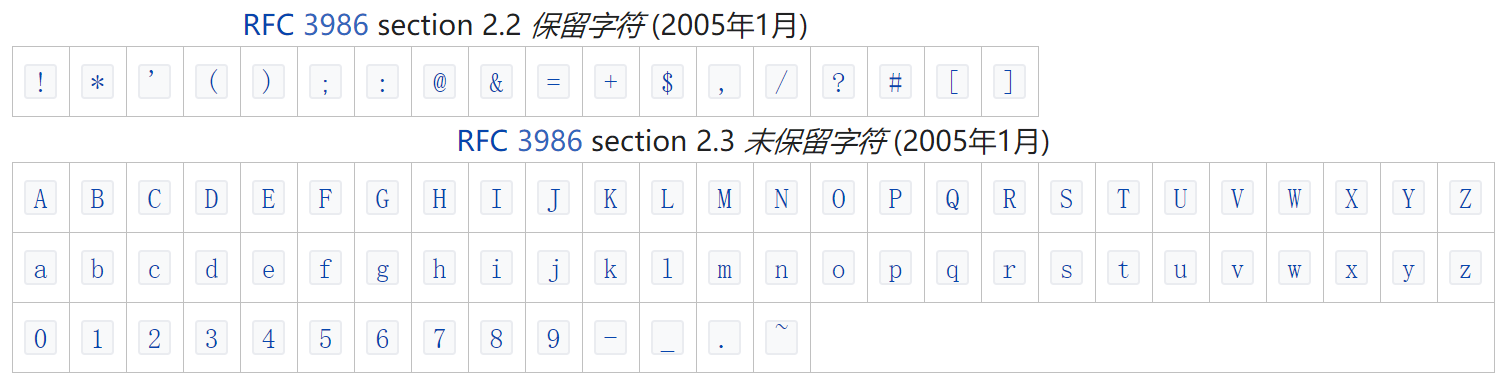 RFC 3986 section 2.2 保留字符 (2005年1月)
! * ' ( ) ; : @ & = + $ , / ? # [ ]
RFC 3986 section 2.3 未保留字符 (2005年1月)
A B C D E F G H I J K L M N O P Q R S T U V W X Y Z
a b c d e f g h i j k l m n o p q r s t u v w x y z
0 1 2 3 4 5 6 7 8 9 - _ . ~